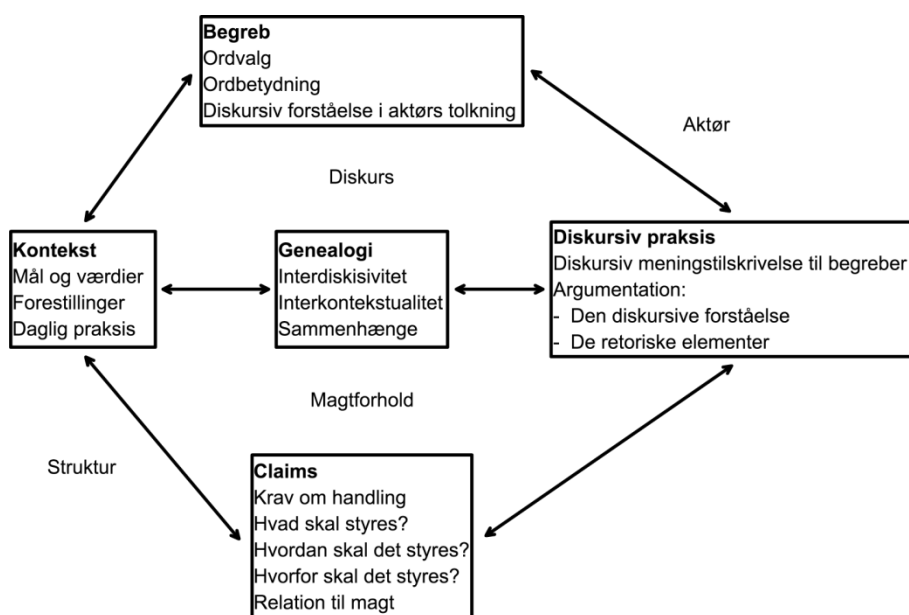 Begreb
Ordvalg
Ordbetydning
Diskursiv forståelse i aktørs tolkning
Aktør
Diskurs
Kontekst
Mål og værdier
Forestillinger
Daglig praksis
Genealogi
Interdiskisivitet
Interkontekstualitet
Sammenhænge
Diskursiv praksis
Diskursiv meningstilskrivelse til begreber
Argumentation:
- Den diskursive forståelse
- De retoriske elementer
Magtforhold
Struktur
Claims
Krav om handling
Hvad skal styres?
Hvordan skal det styres?
Hvorfor skal det styres?
Relation til magt